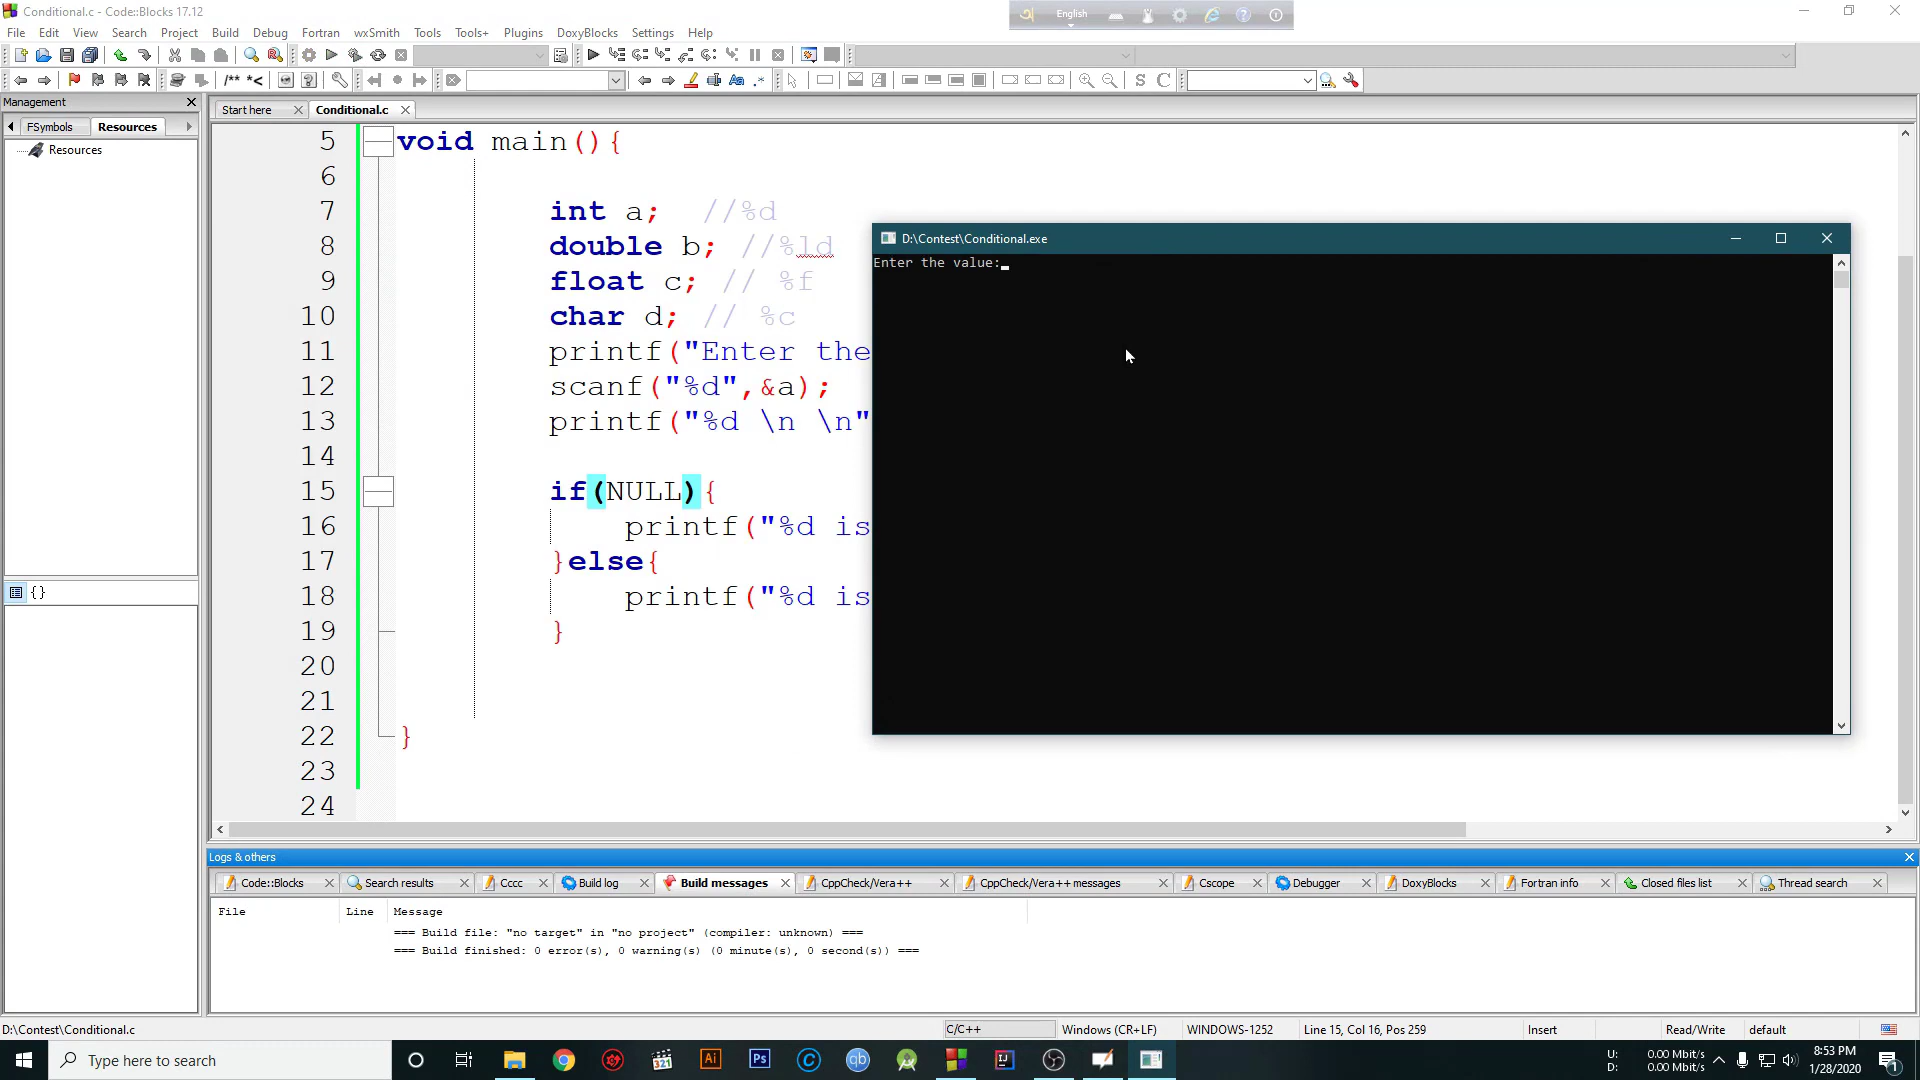 Conditional.c - Code::Blocks 17.12
English
File Edit View Search Project Build Debug Fortran wxSmith Tools Tools+ Plugins DoxyBlocks Settings Help
/** *<
S C
Management
Start here
Conditional.c
FSymbols
Resources
Resources
5 void main(){
6
7 int a; //%d
8 double b; //%ld
9 float c; // %f
10 char d; // %c
11 printf("Enter the
12 scanf("%d",&a);
13 printf("%d \n \n"
14
15 if(NULL){
16 printf("%d is
17 }else{
18 printf("%d is
19 }
20
21
22 }
23
24
D:\Contest\Conditional.exe
Enter the value:
{}
Logs & others
Code::Blocks
Search results
Cccc
Build log
Build messages
CppCheck/Vera++
CppCheck/Vera++ messages
Cscope
Debugger
DoxyBlocks
Fortran info
Closed files list
Thread search
File Line Message
=== Build file: "no target" in "no project" (compiler: unknown) ===
=== Build finished: 0 error(s), 0 warning(s) (0 minute(s), 0 second(s)) ===
D:\Contest\Conditional.c
C/C++
Windows (CR+LF)
WINDOWS-1252
Line 15, Col 16, Pos 259
Insert
Read/Write
default
Type here to search
321
Ai
Ps
qb
IJ
U: 0.00 Mbit/s
D: 0.00 Mbit/s
8:53 PM
1/28/2020
1